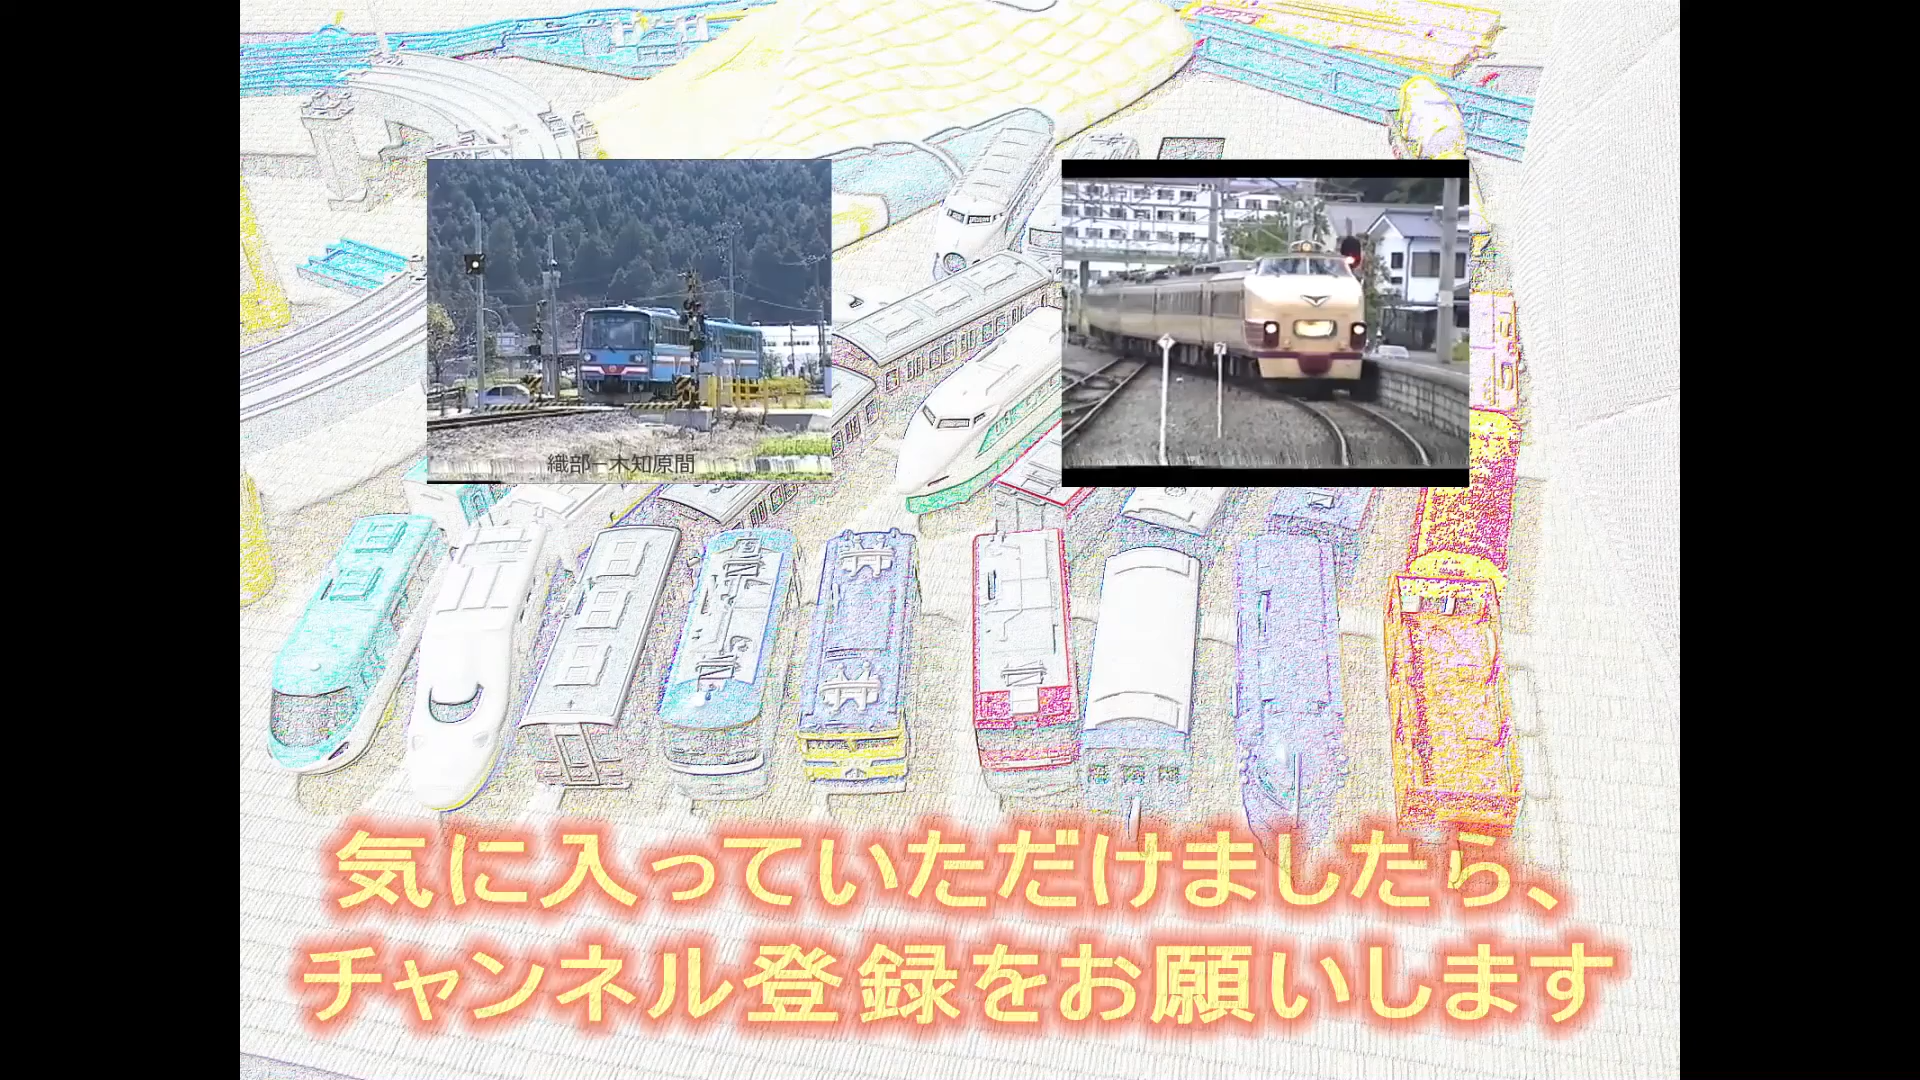 織部−木知原間
気に入っていただけましたら、
チャンネル登録をお願いします